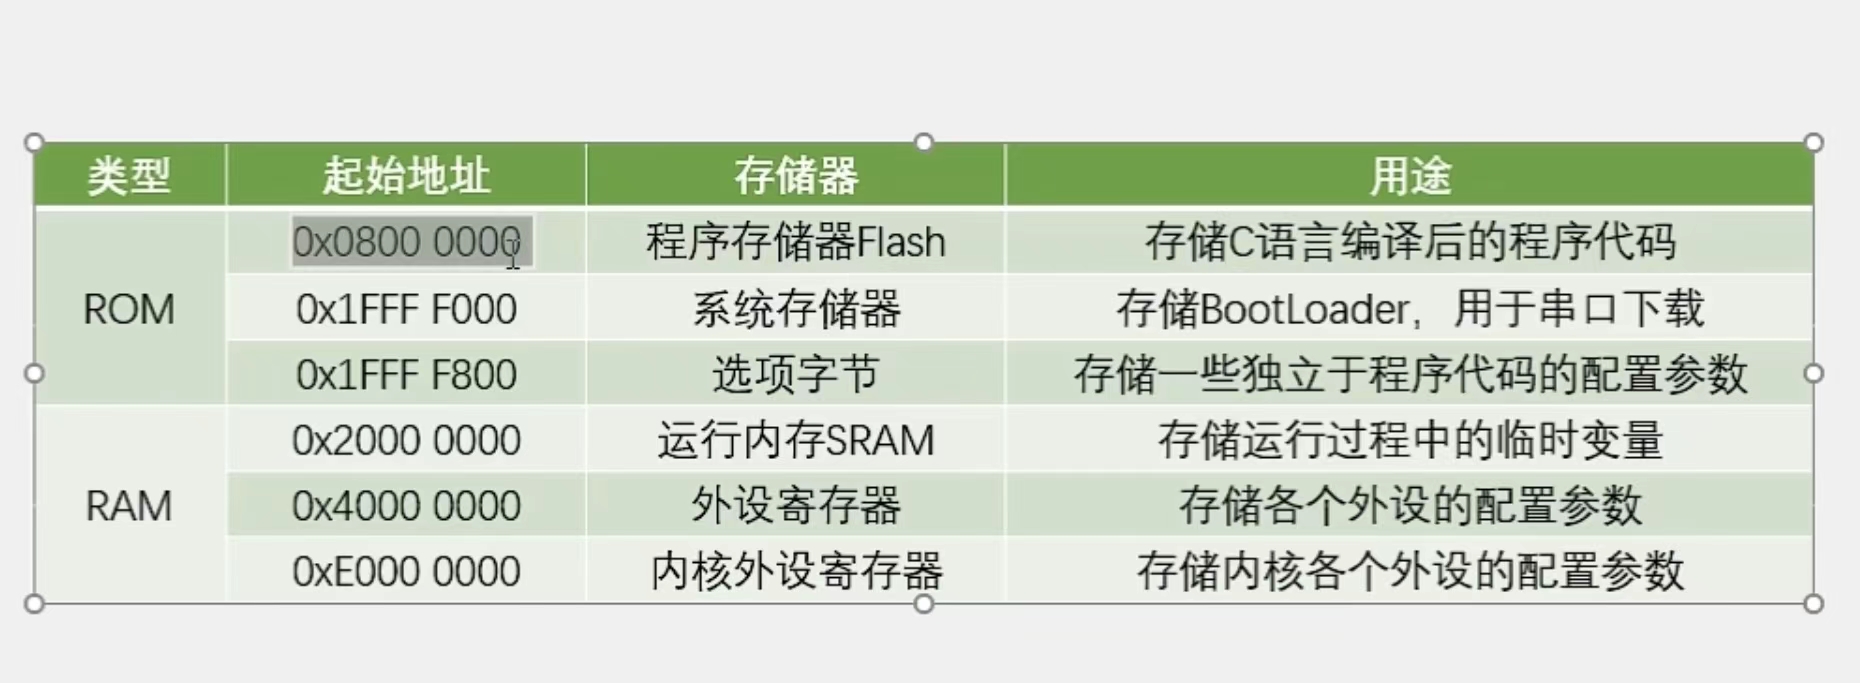 类型 起始地址 存储器 用途
ROM 0x0800 0000 程序存储器Flash 存储C语言编译后的程序代码
0x1FFF F000 系统存储器 存储BootLoader，用于串口下载
0x1FFF F800 选项字节 存储一些独立于程序代码的配置参数
RAM 0x2000 0000 运行内存SRAM 存储运行过程中的临时变量
0x4000 0000 外设寄存器 存储各个外设的配置参数
0xE000 0000 内核外设寄存器 存储内核各个外设的配置参数